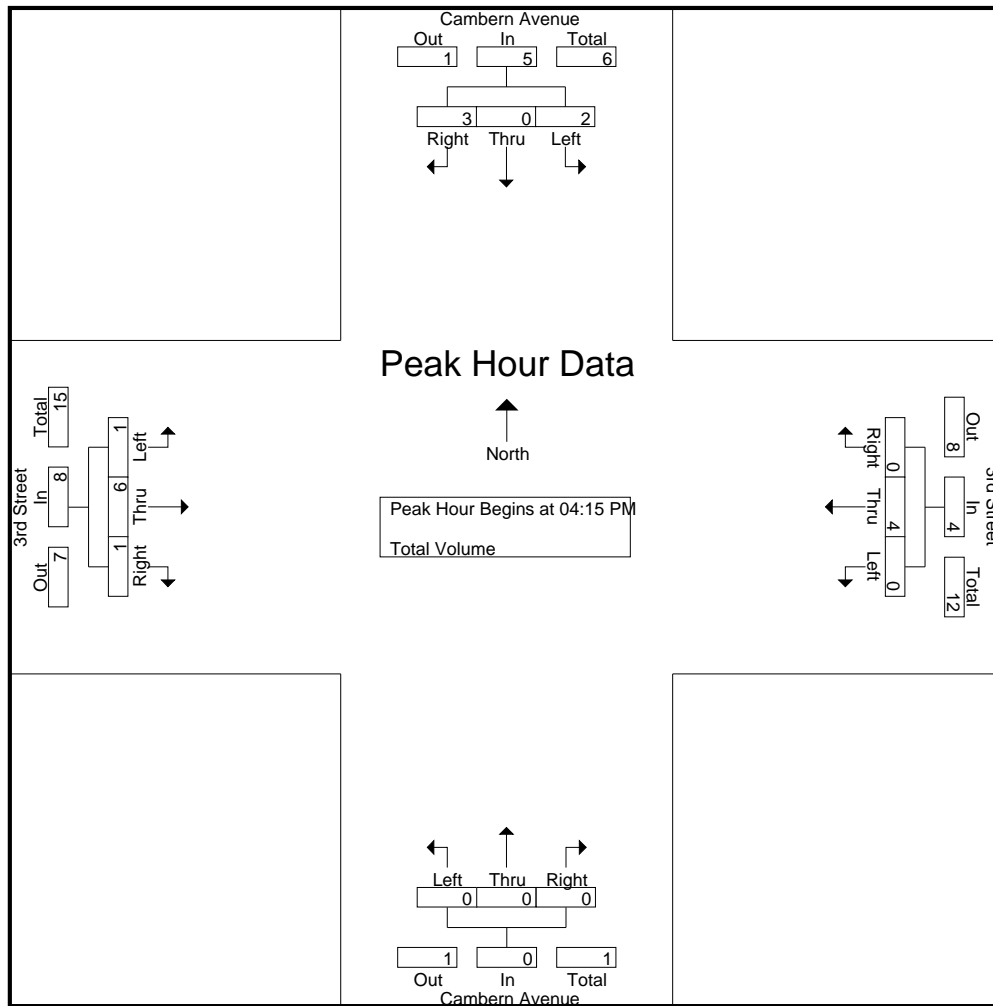 Cambern Avenue
Out In Total
1 5 6
3 0 2
Right Thru Left
Peak Hour Data
North
Peak Hour Begins at 04:15 PM
Total Volume
3rd Street
Total In Out
15 8 7
1 6 1
Left Thru Right
3rd Street
Out In Total
8 4 12
0 4 0
Right Thru Left
Left Thru Right
0 0 0
1 0 1
Out In Total
Cambern Avenue